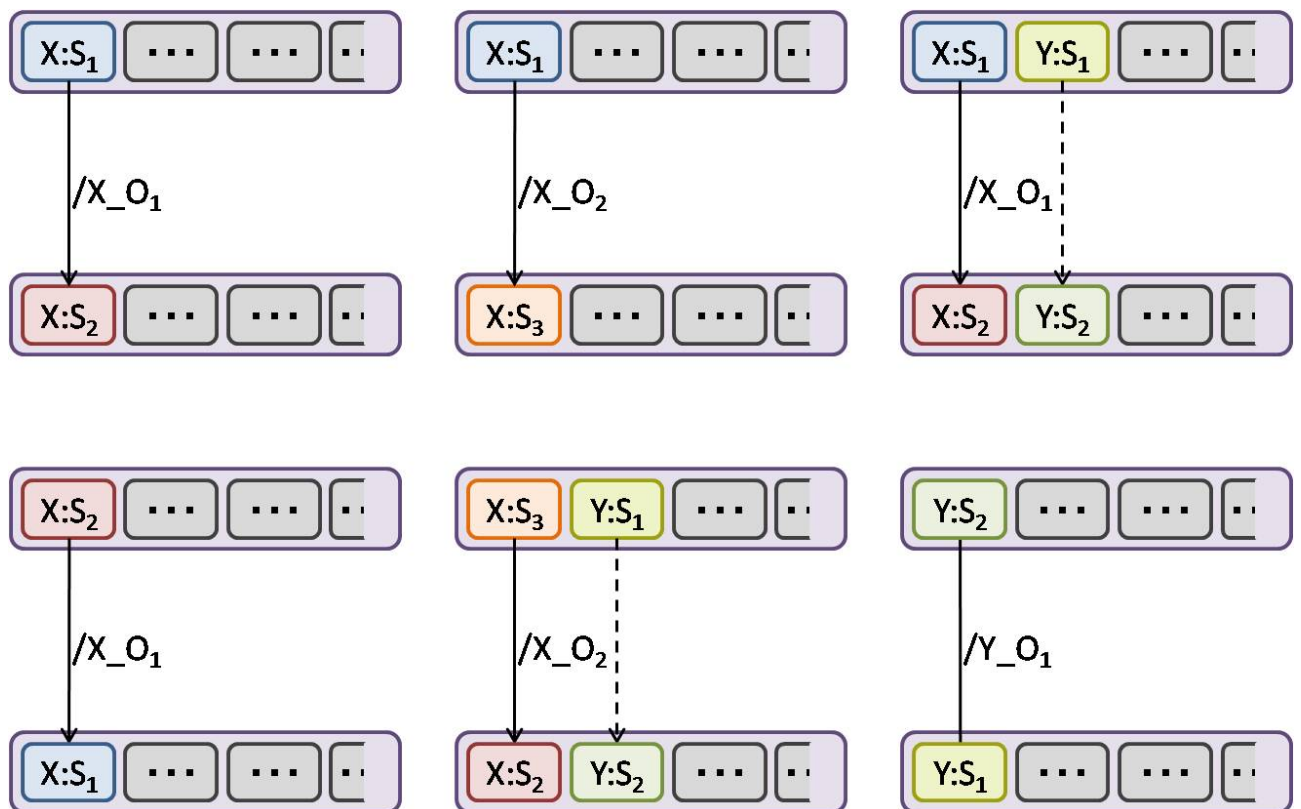 X:S₁ ... ... .. X:S₁ ... ... .. X:S₁ Y:S₁ ... ..
/X_O₁ /X_O₂ /X_O₁
X:S₂ ... ... .. X:S₃ ... ... .. X:S₂ Y:S₂ ... ..
X:S₂ ... ... .. X:S₃ Y:S₁ ... .. Y:S₂ ... ... ..
/X_O₁ /X_O₂ /Y_O₁
X:S₁ ... ... .. X:S₂ Y:S₂ ... .. Y:S₁ ... ... ..